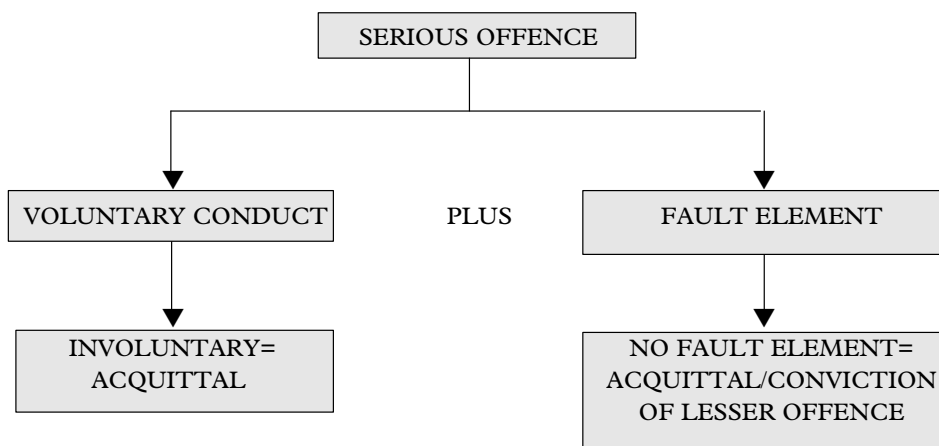 SERIOUS OFFENCE
VOLUNTARY CONDUCT
PLUS
FAULT ELEMENT
INVOLUNTARY=
ACQUITTAL
NO FAULT ELEMENT=
ACQUITTAL/CONVICTION
OF LESSER OFFENCE